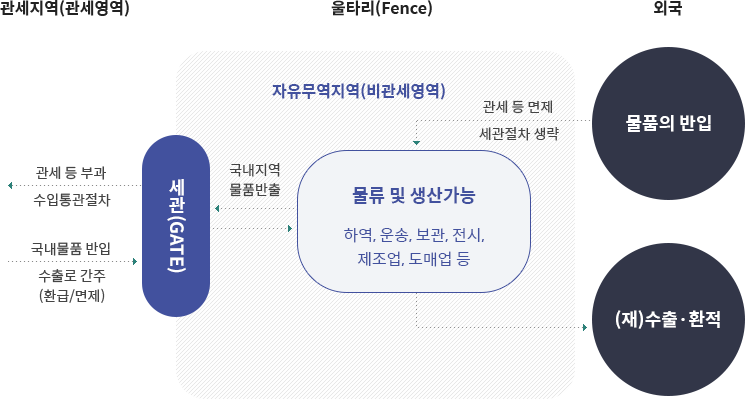 관세지역(관세영역)
울타리(Fence)
외국
자유무역지역(비관세영역)
관세 등 면제
세관절차 생략
물품의 반입
관세 등 부과
수입통관절차
세관(GATE)
국내지역
물품반출
물류 및 생산가능
하역, 운송, 보관, 전시,
제조업, 도매업 등
국내물품 반입
수출로 간주
(환급/면제)
(재)수출·환적